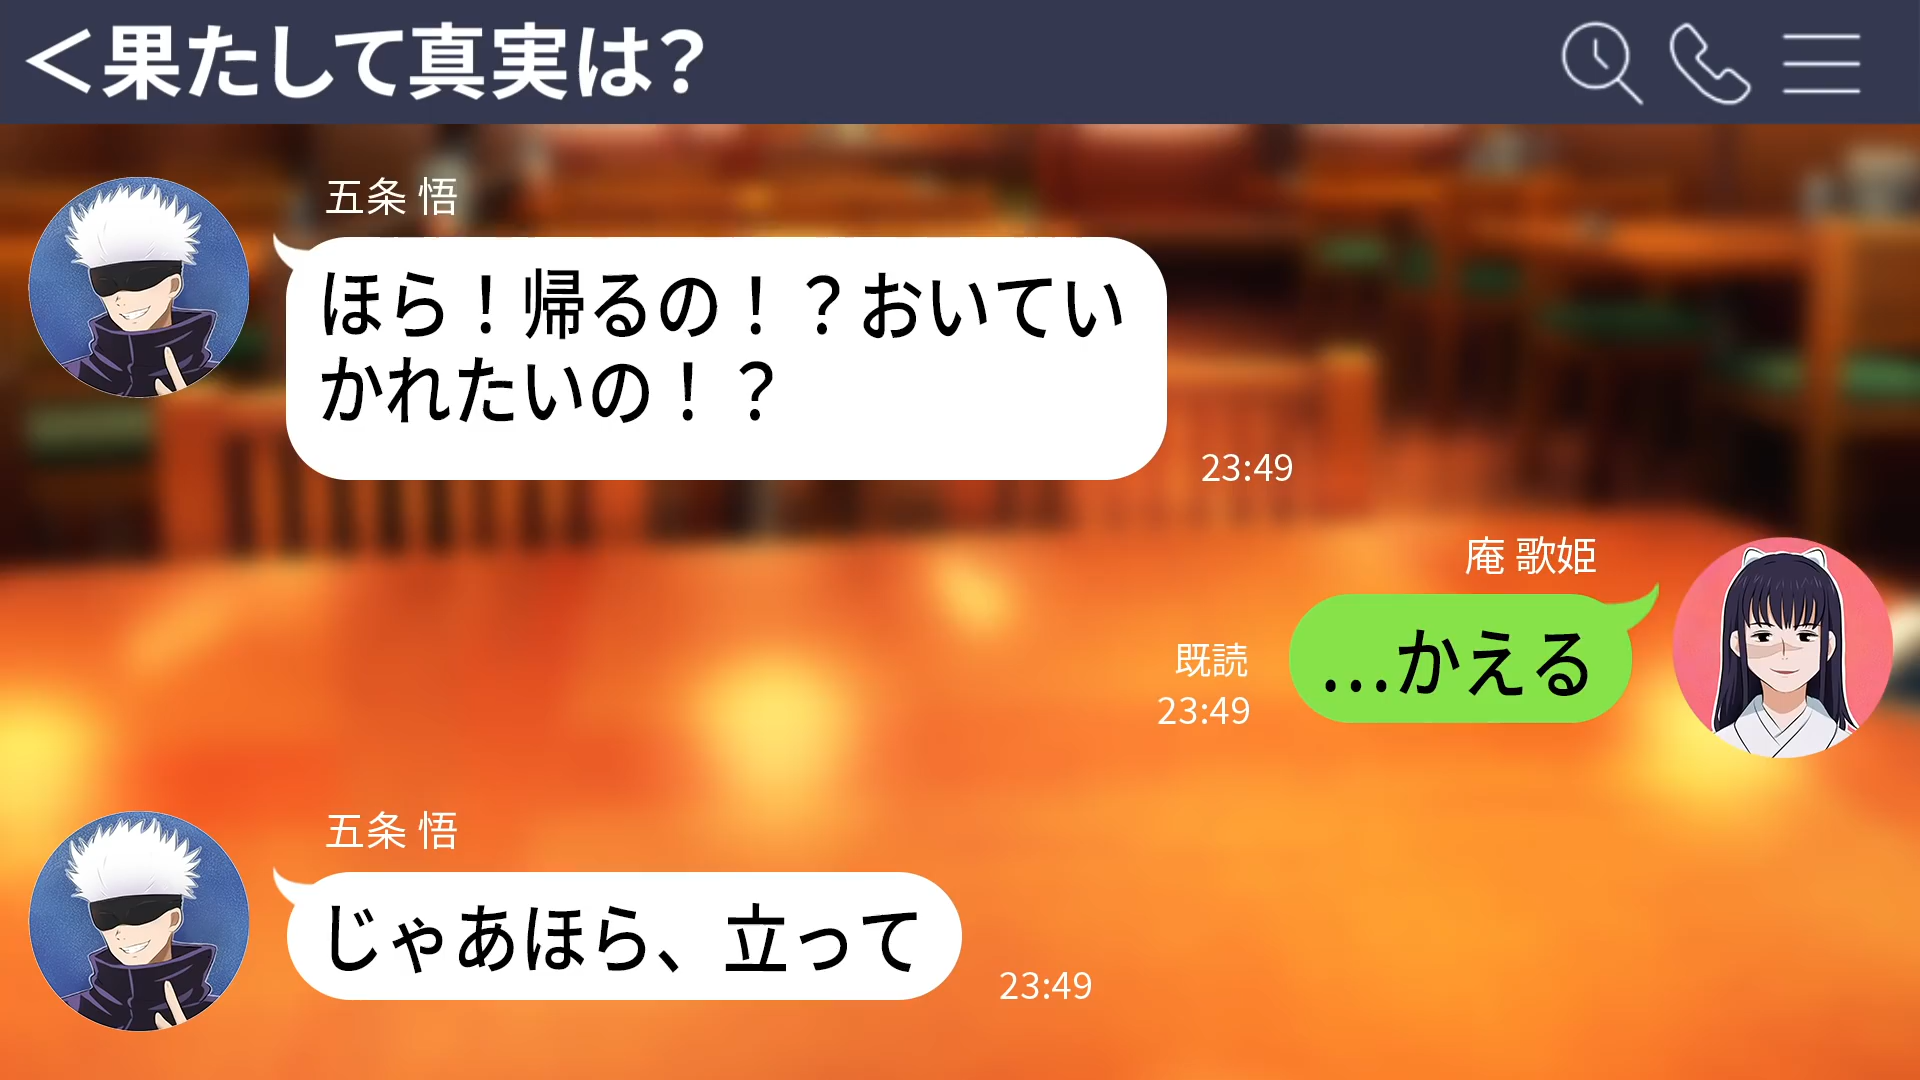 ＜果たして真実は？
五条 悟
ほら！帰るの！？おいてい
かれたいの！？
23:49
庵 歌姫
…かえる
既読
23:49
五条 悟
じゃあほら、立って
23:49